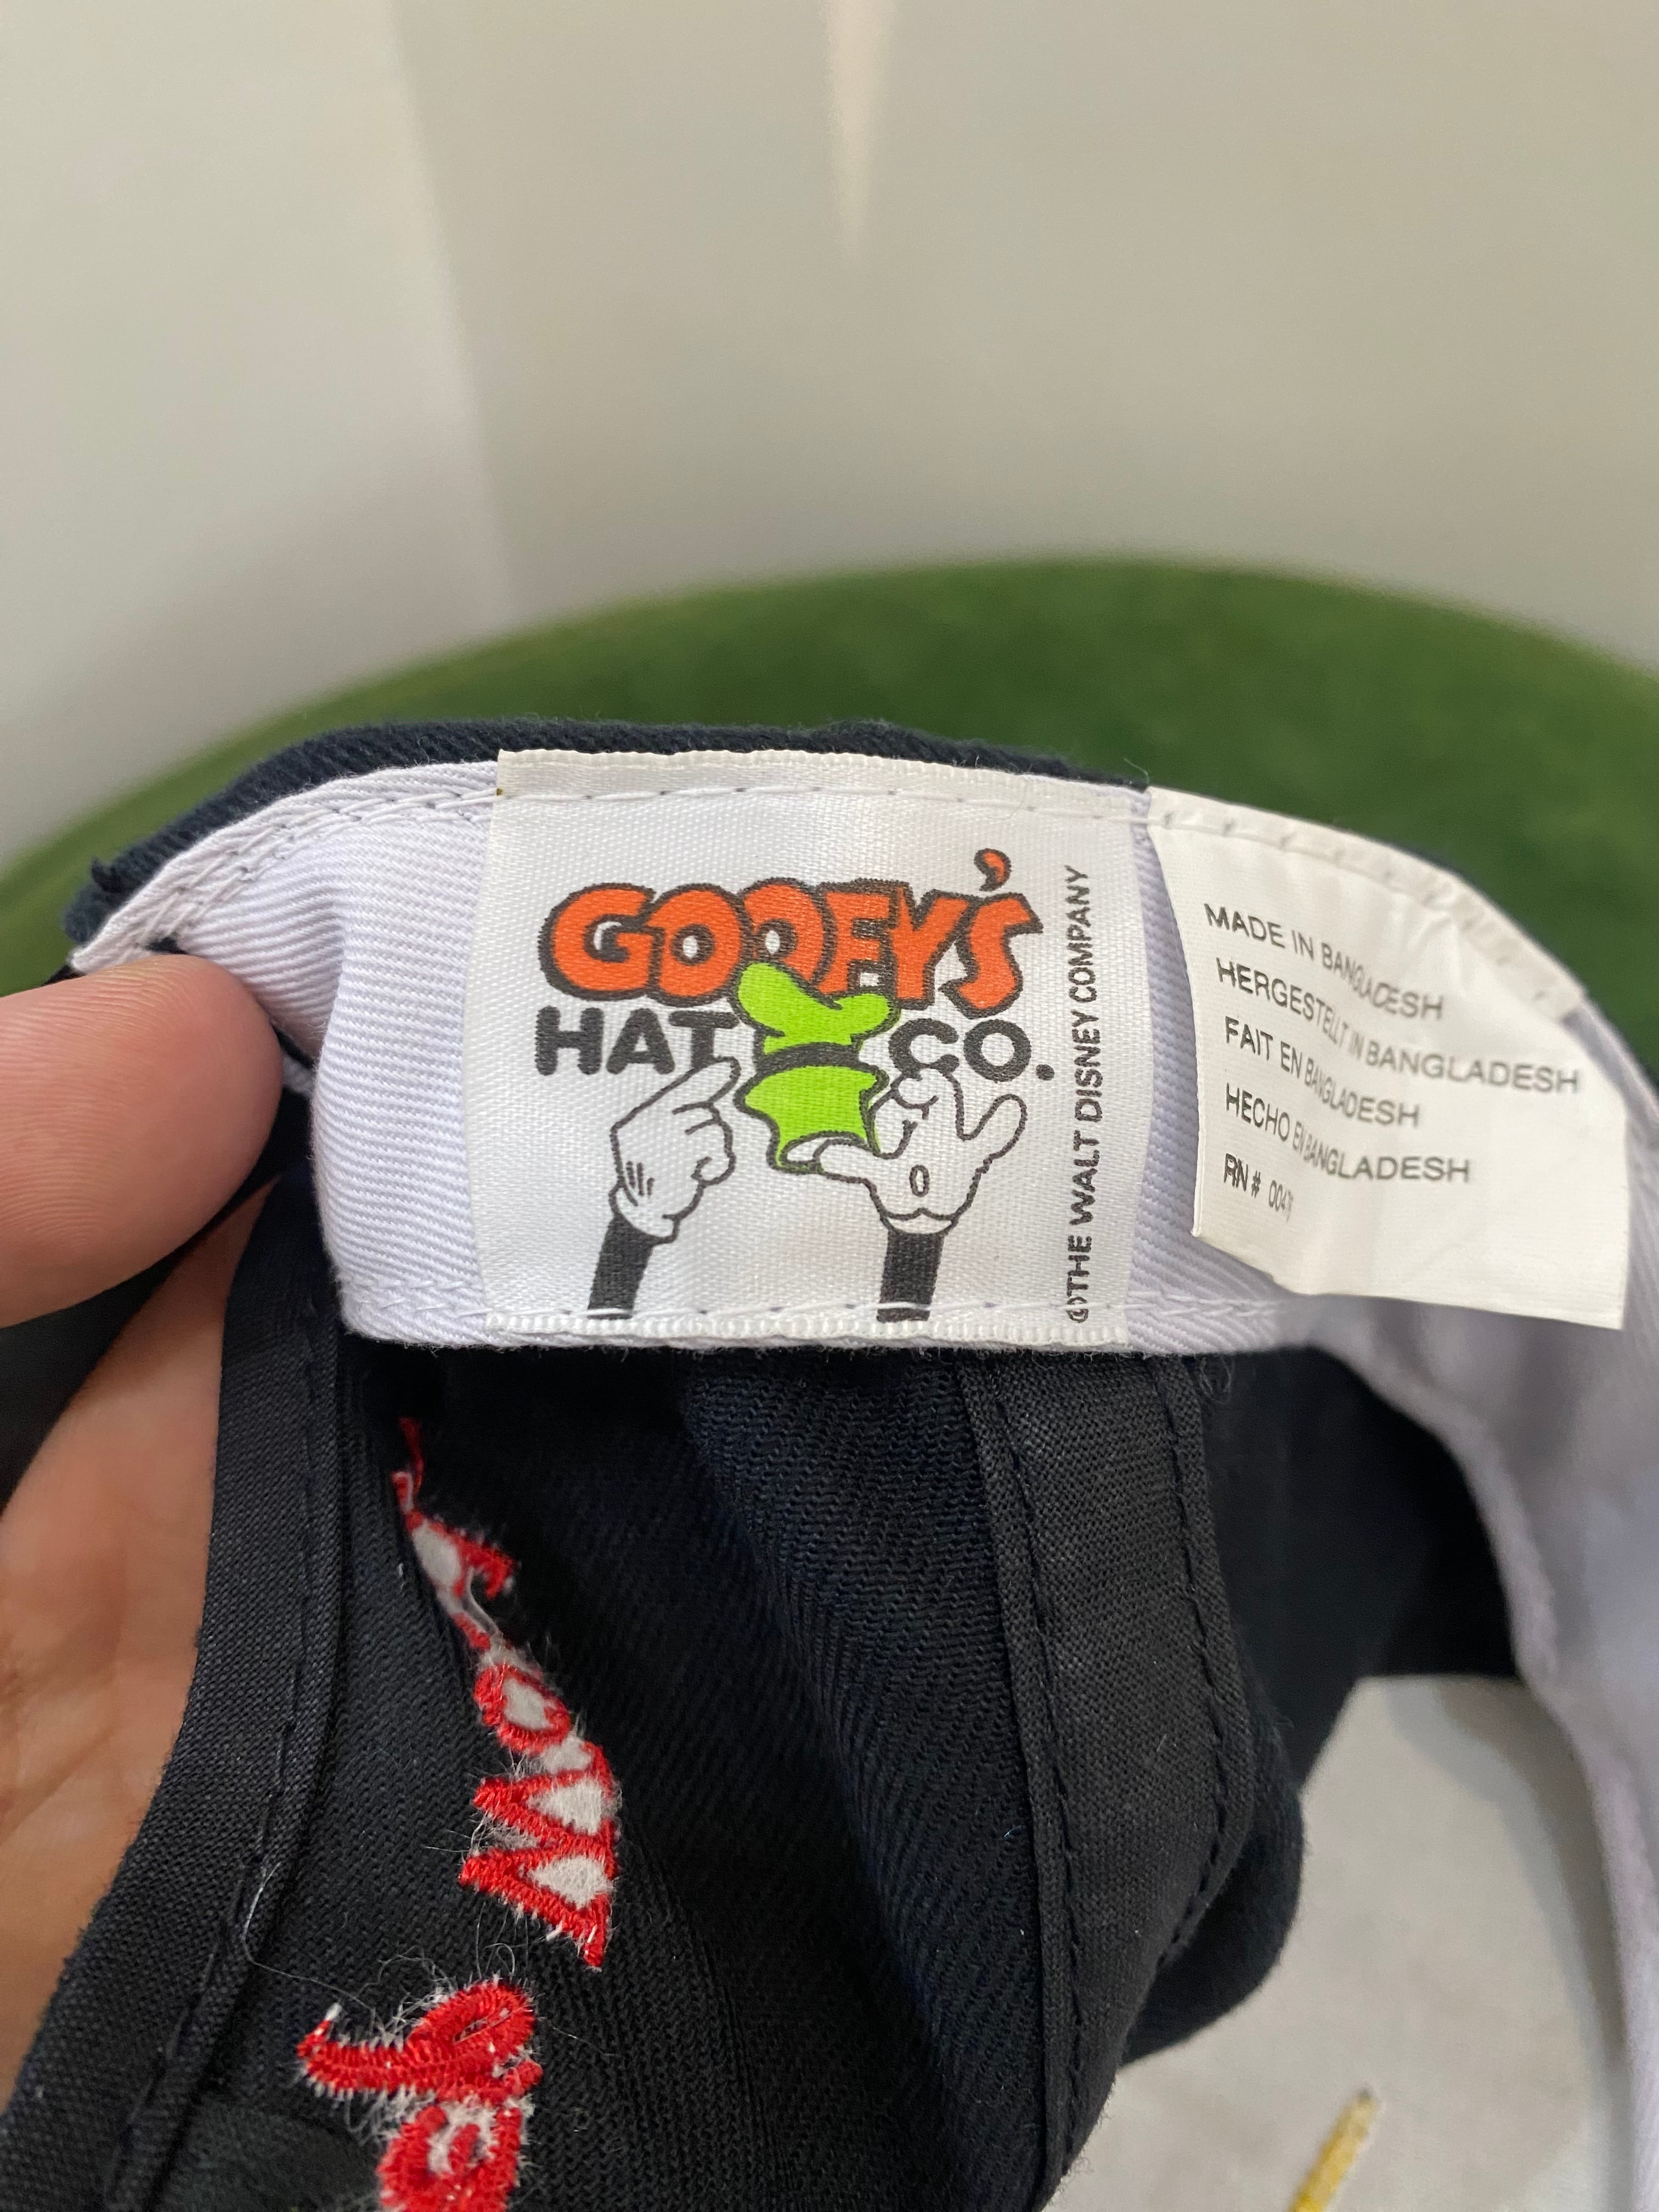 GOOFY'S
HAT CO.
©THE WALT DISNEY COMPANY
MADE IN BANGLADESH
HERGESTELLT IN BANGLADESH
FAIT EN BANGLADESH
HECHO EN BANGLADESH
RN #